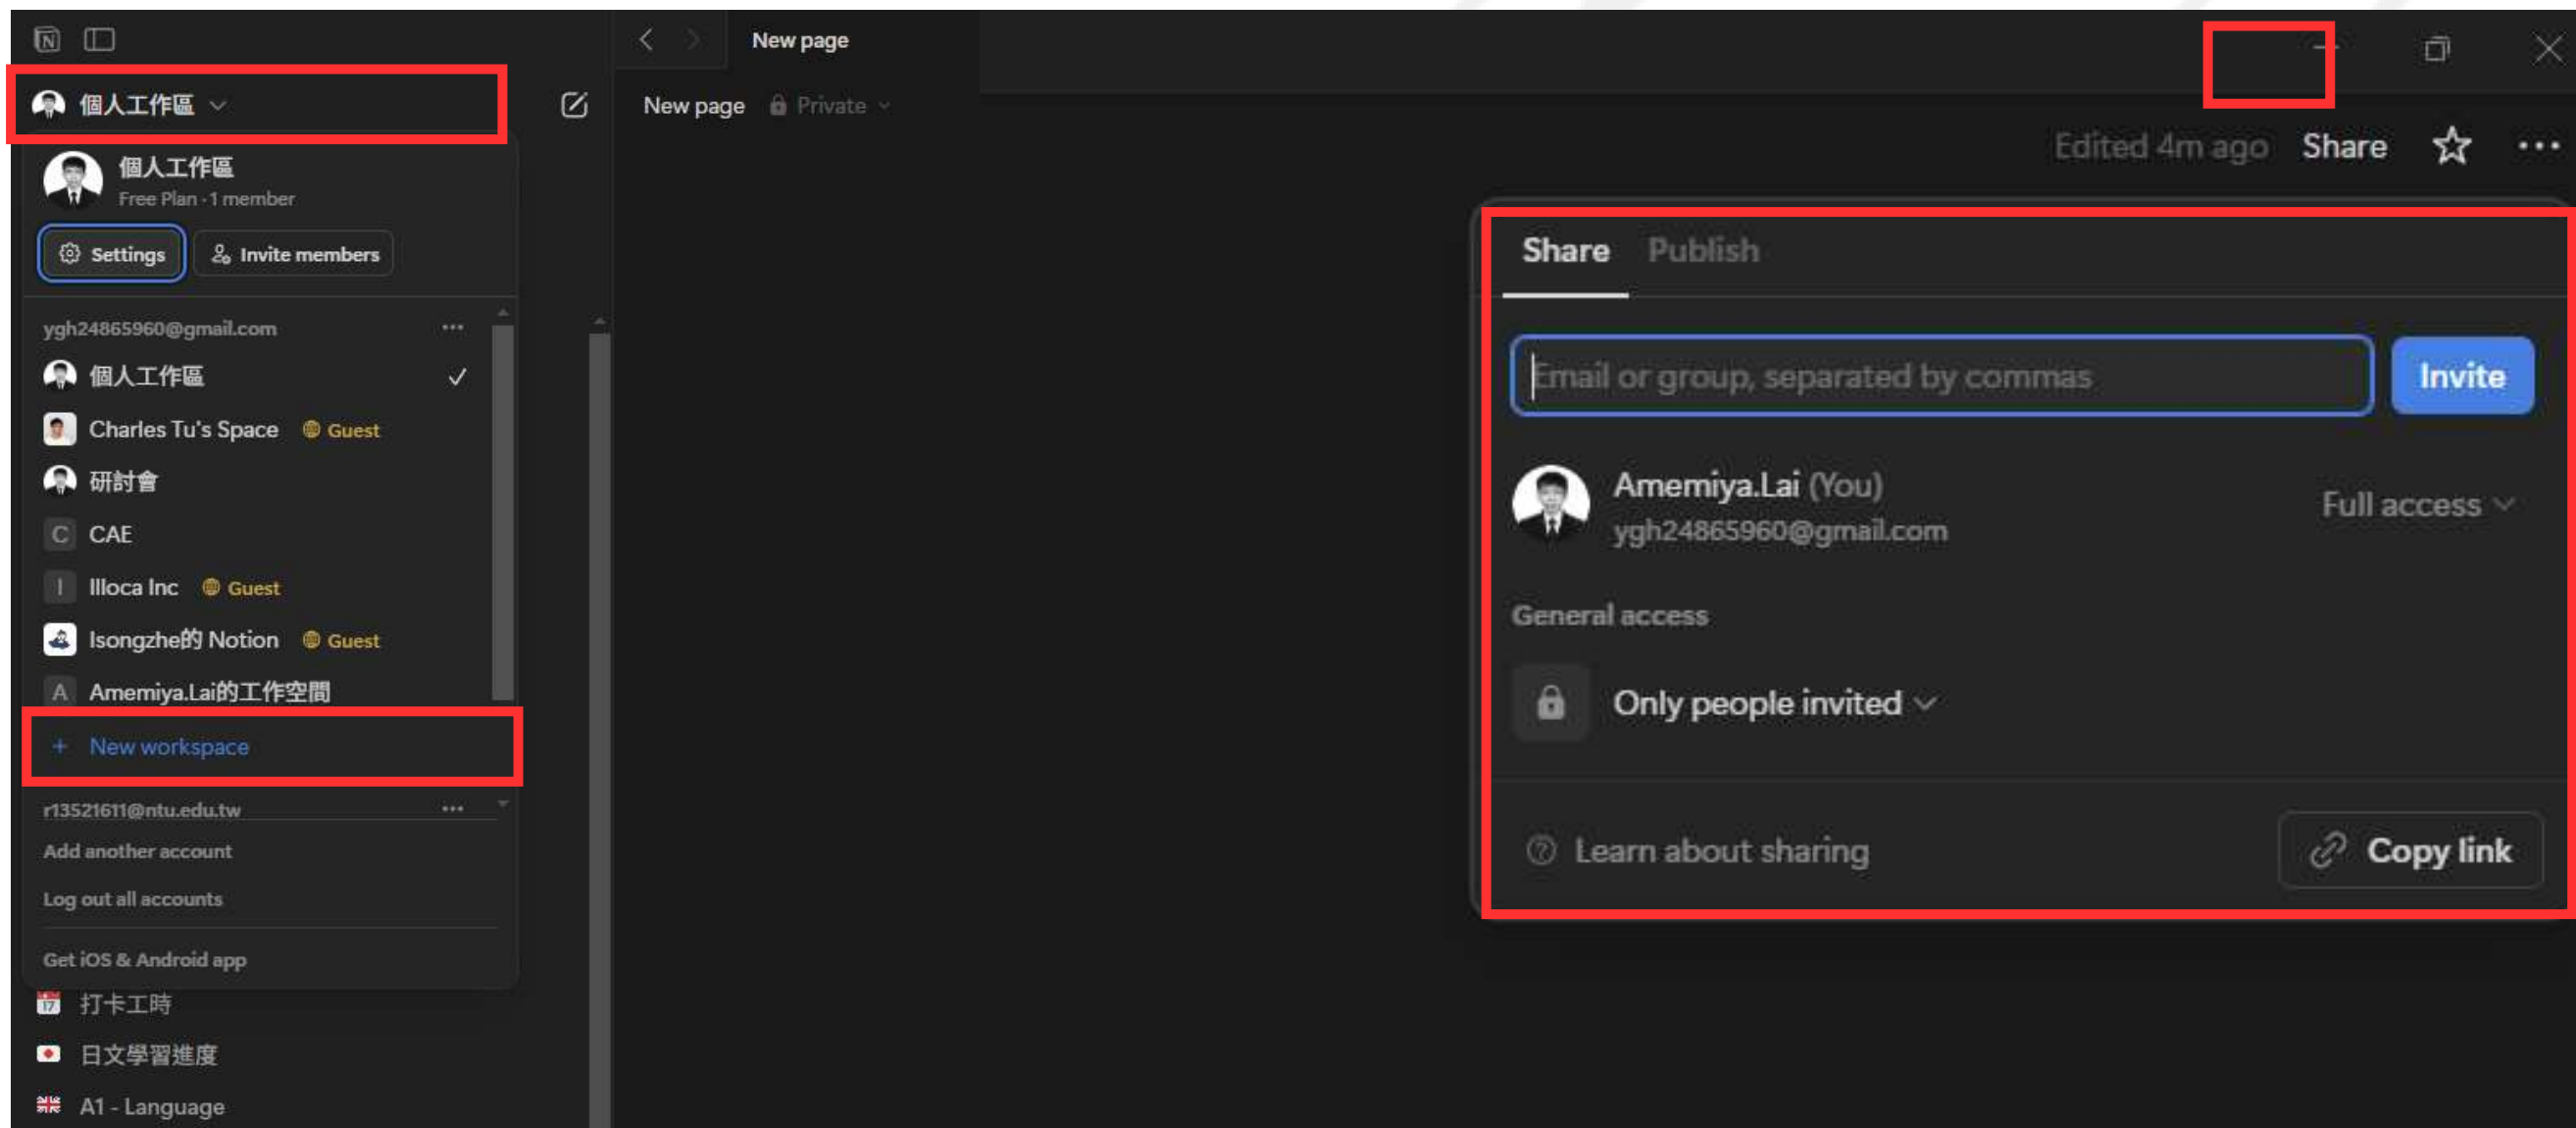 New page
個人工作區
New page Private
Edited 4m ago Share
個人工作區
Free Plan · 1 member
Settings Invite members
ygh24865960@gmail.com
個人工作區
Charles Tu's Space Guest
研討會
C CAE
I Illoca Inc Guest
Isongzhe的 Notion Guest
A Amemiya.Lai的工作空間
+ New workspace
r13521611@ntu.edu.tw
Add another account
Log out all accounts
Get iOS & Android app
17 打卡工時
日文學習進度
A1 - Language
Share Publish
Email or group, separated by commas Invite
Amemiya.Lai (You)
ygh24865960@gmail.com
Full access
General access
Only people invited
Learn about sharing Copy link